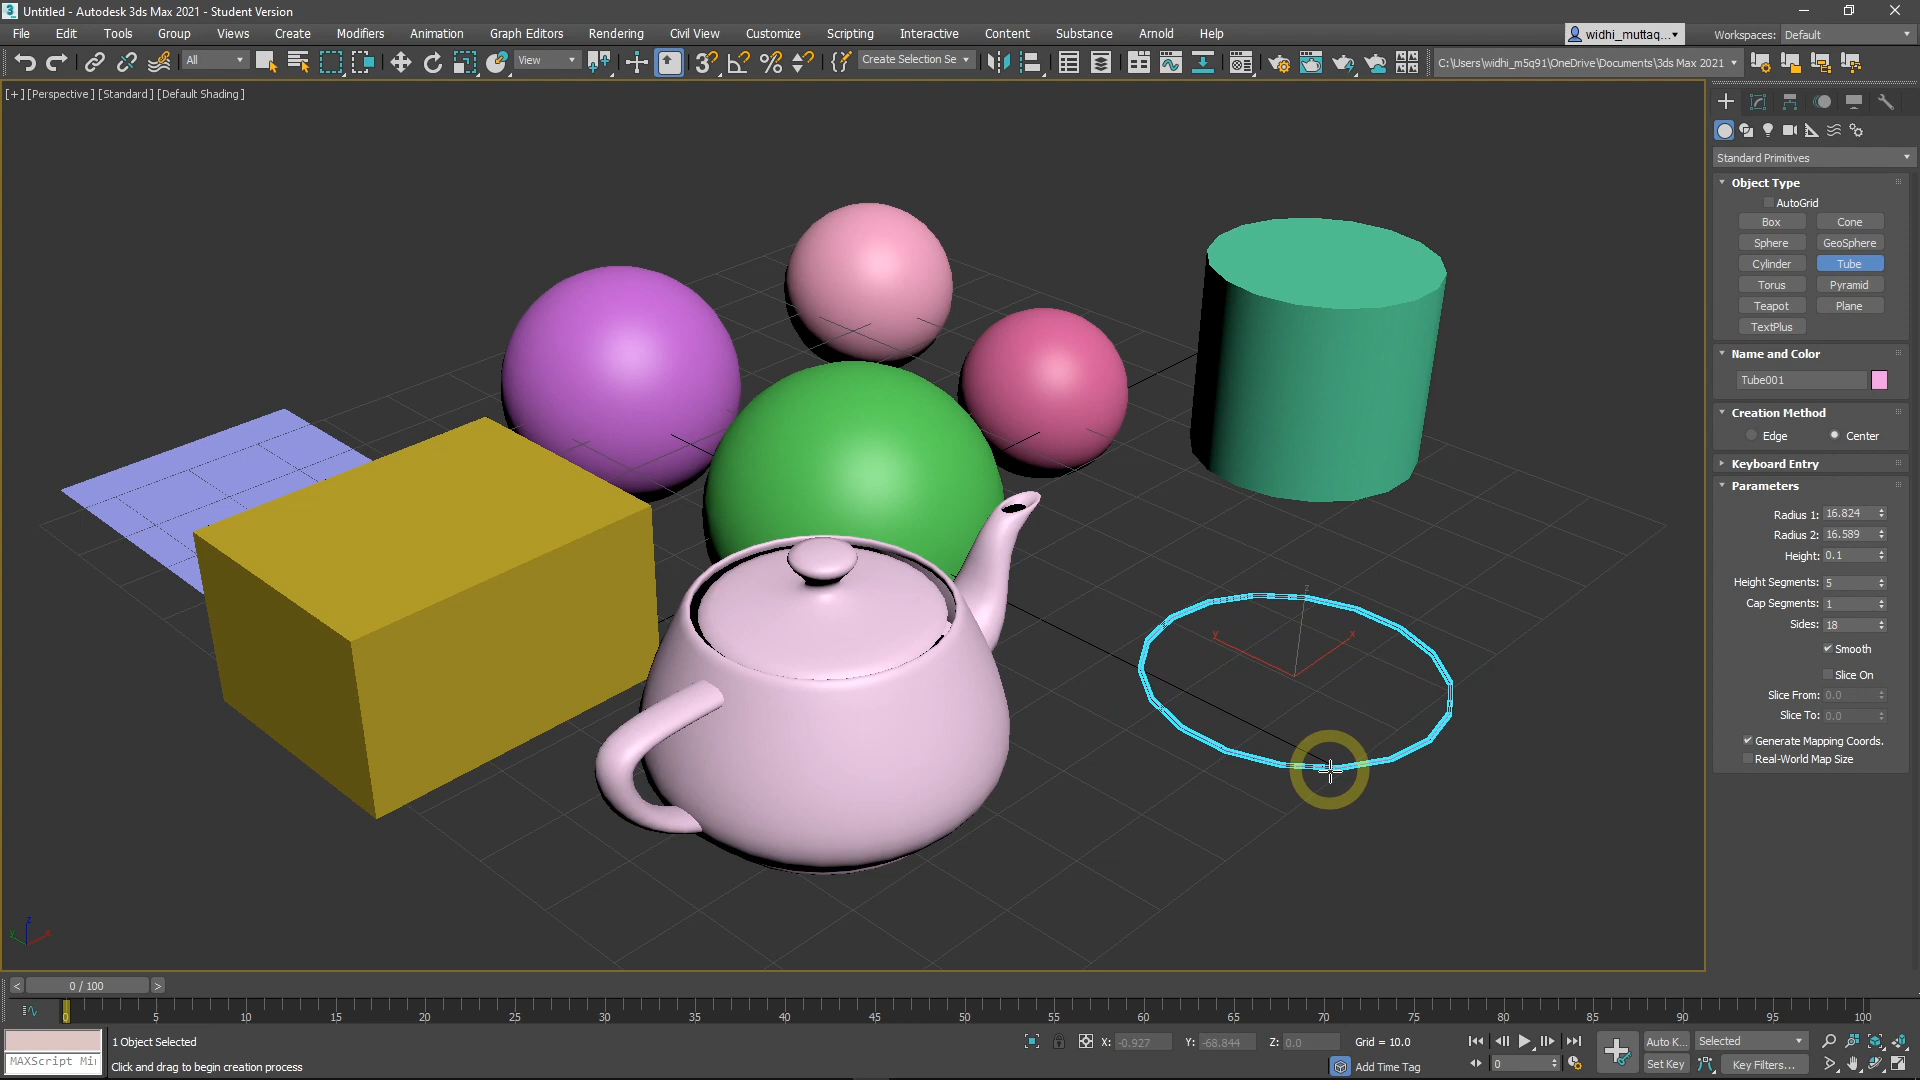 Untitled - Autodesk 3ds Max 2021 - Student Version
File Edit Tools Group Views Create Modifiers Animation Graph Editors Rendering Civil View Customize Scripting Interactive Content Substance Arnold Help
widhi_muttaq... Workspaces: Default
All View Create Selection Se C:\Users\widhi_m5q91\OneDrive\Documents\3ds Max 2021
[+] [Perspective] [Standard] [Default Shading]
Standard Primitives
Object Type
AutoGrid
Box Cone
Sphere GeoSphere
Cylinder Tube
Torus Pyramid
Teapot Plane
TextPlus
Name and Color
Tube001
Creation Method
Edge Center
Keyboard Entry
Parameters
Radius 1: 16.824
Radius 2: 16.589
Height: 0.1
Height Segments: 5
Cap Segments: 1
Sides: 18
Smooth
Slice On
Slice From: 0.0
Slice To: 0.0
Generate Mapping Coords.
Real-World Map Size
z
y x
z
y x
< 0 / 100 >
0 5 10 15 20 25 30 35 40 45 50 55 60 65 70 75 80 85 90 95 100
1 Object Selected X: -0.927 Y: -68.844 Z: 0.0 Grid = 10.0 Auto K... Selected
MAXScript Mi
Click and drag to begin creation process Add Time Tag 0 Set Key Key Filters...